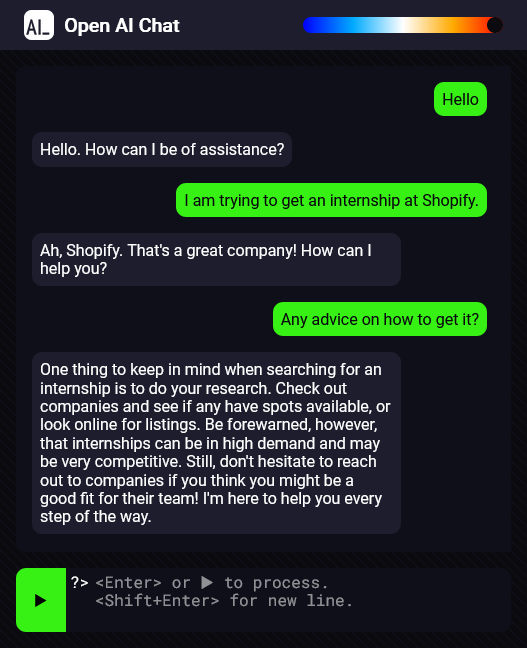 AI_ Open AI Chat
Hello
Hello. How can I be of assistance?
I am trying to get an internship at Shopify.
Ah, Shopify. That's a great company! How can I
help you?
Any advice on how to get it?
One thing to keep in mind when searching for an
internship is to do your research. Check out
companies and see if any have spots available, or
look online for listings. Be forewarned, however,
that internships can be in high demand and may
be very competitive. Still, don't hesitate to reach
out to companies if you think you might be a
good fit for their team! I'm here to help you every
step of the way.
?> <Enter> or ▶ to process.
<Shift+Enter> for new line.